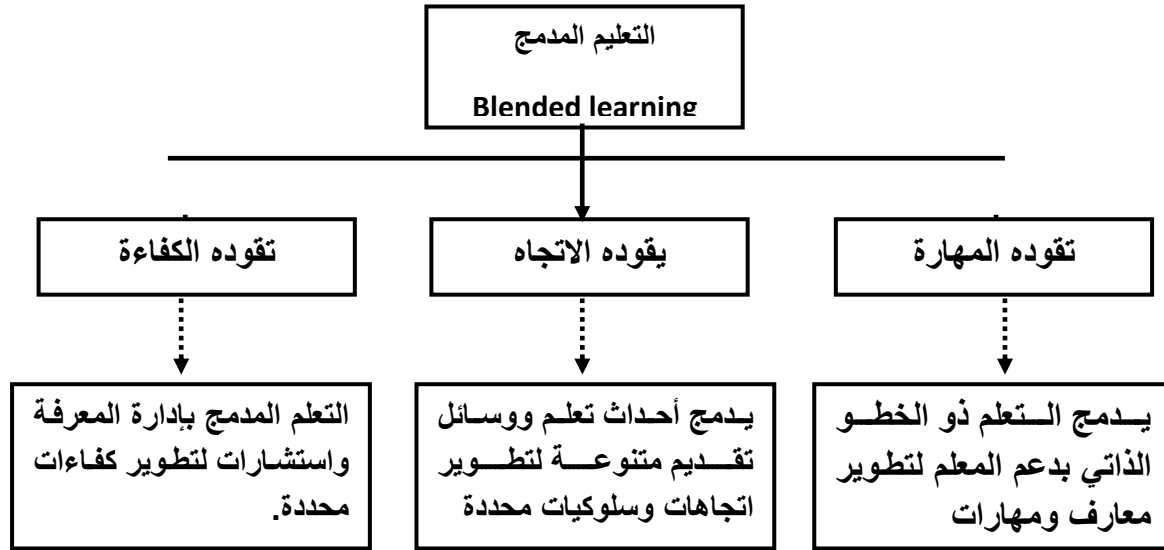 التعليم المدمج
Blended learning
تقوده المهارة
يقوده الاتجاه
تقوده الكفاءة
يدمج التعلم ذو الخطو
الذاتي بدعم المعلم لتطوير
معارف ومهارات
يدمج أحداث تعلم ووسائل
تقديم متنوعة لتطوير
اتجاهات وسلوكيات محددة
التعلم المدمج بإدارة المعرفة
واستشارات لتطوير كفاءات
محددة.